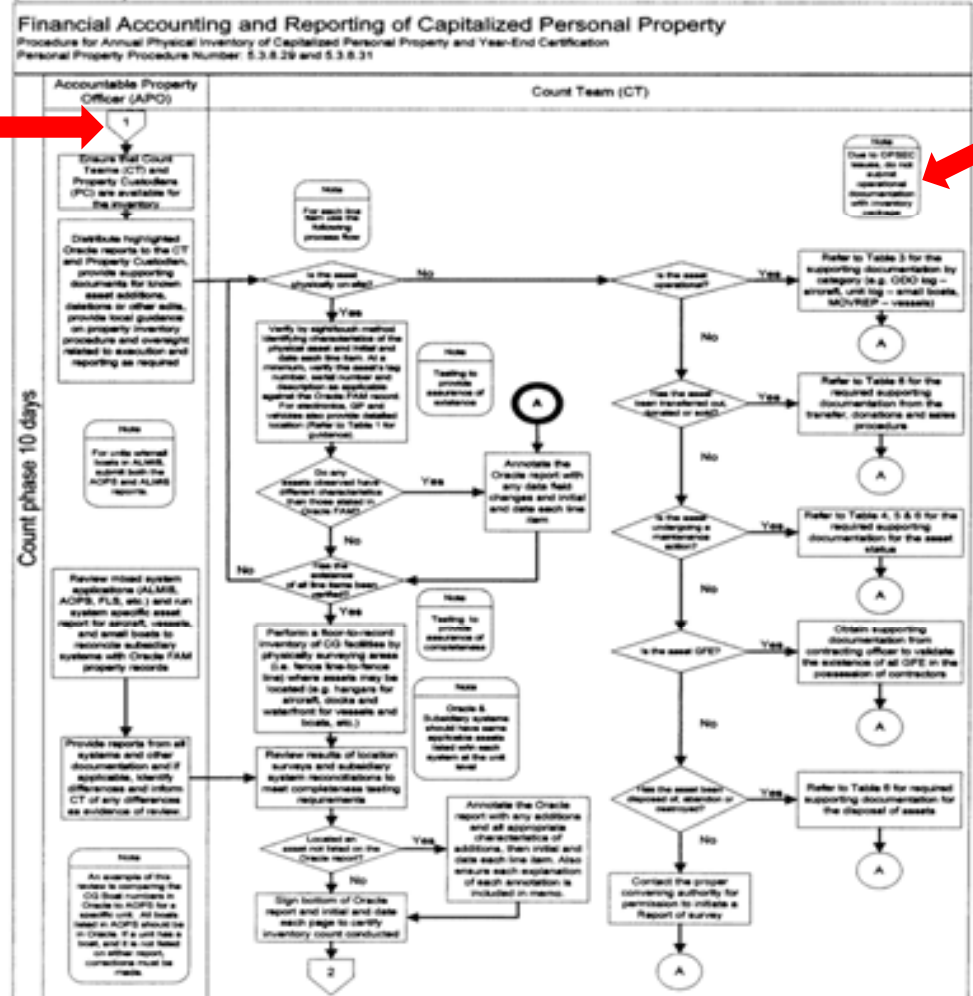 Financial Accounting and Reporting of Capitalized Personal Property
Procedure for Annual Physical Inventory of Capitalized Personal Property and Year-End Certification
Personal Property Procedure Number: 5.3.8.29 and 5.3.8.31
Accountable Property
Officer (APO)
Count Team (CT)
Count phase 10 days
1
Ensure that Count
Teams (CT) and
Property Custodians
(PC) are available for
the inventory
Distribute highlighted
Oracle reports to the CT
and Property Custodian,
provide supporting
documents for known
asset additions,
deletions or other edits,
provide local guidance
on property inventory
procedure and oversight
related to execution and
reporting as required
Note
For units w/small
boats in ALMIS,
submit both the
AOPS and ALMIS
reports.
Review mixed system
applications (ALMIS,
AOPS, FLS, etc.) and run
system specific asset
report for aircraft, vessels,
and small boats to
reconcile subsidiary
systems with Oracle FAM
property records
Provide reports from all
systems and other
documentation and if
applicable, identify
differences and inform
CT of any differences
as evidence of review.
Note
An example of this
review is comparing the
CG Boat numbers in
Oracle to AOPS for a
specific unit. All boats
listed in AOPS should be
in Oracle. If a unit has a
boat, and it is not listed
on either report,
corrections must be
made.
Note
For each line
item use the
following
process flow
Is the asset
physically on-site?
No
Yes
Verify by sight/touch method
identifying characteristics of the
physical asset and initial and
date each line item. At a
minimum, verify the asset's tag
number, serial number and
description as applicable
against the Oracle FAM record.
For electronics, GP and
vehicles also provide detailed
location (Refer to Table 1 for
guidance).
Note
Testing to
provide
assurance of
existence
A
Do any
assets observed have
different characteristics
than those stated in
Oracle FAM?
Yes
Annotate the
Oracle report with
any data field
changes and initial
and date each line
item
No
Has the
existence
of all line items been
verified?
No
Yes
Note
Testing to
provide
assurance of
completeness
Perform a floor-to-record
inventory of CG facilities by
physically surveying areas
(i.e. fence line-to-fence
line) where assets may be
located (e.g. hangars for
aircraft, docks and
waterfront for vessels and
boats, etc.)
Note
Oracle &
Subsidiary systems
should have same
applicable assets
listed w/in each
system at the unit
level
Review results of location
surveys and subsidiary
system reconciliations to
meet completeness testing
requirements
Located an
asset not listed on the
Oracle report?
Yes
Annotate the Oracle
report with any additions
and all appropriate
characteristics of
additions, then initial and
date each line item. Also
ensure each explanation
of each annotation is
included in memo.
No
Sign bottom of Oracle
report and initial and date
each page to certify
inventory count conducted
2
Note
Due to OPSEC
issues, do not
submit
operational
documentation
with inventory
package
Is the asset
operational?
Yes
Refer to Table 3 for the
supporting documentation by
category (e.g. ODO log –
aircraft, unit log – small boats,
MOVREP – vessels)
A
No
Has the asset
been transferred out,
donated or sold?
Yes
Refer to Table 6 for the
required supporting
documentation from the
transfer, donations and sales
procedure
A
No
Is the asset
undergoing a
maintenance
action?
Yes
Refer to Table 4, 5 & 6 for the
required supporting
documentation for the asset
status
A
No
Is the asset GFE?
Yes
Obtain supporting
documentation from
contracting officer to validate
the existence of all GFE in the
possession of contractors
A
No
Has the asset been
disposed of, abandon or
destroyed?
Yes
Refer to Table 6 for required
supporting documentation for
the disposal of assets
A
No
Contact the proper
convening authority for
permission to initiate a
Report of survey
A